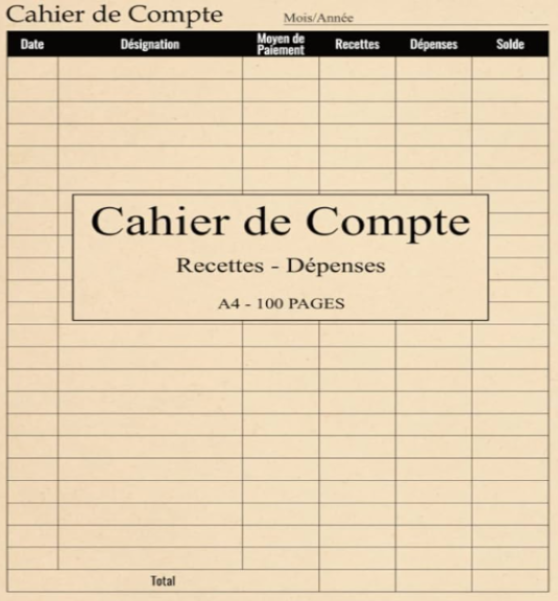 Cahier de Compte Mois/Année
Date Désignation Moyen de Paiement Recettes Dépenses Solde
Cahier de Compte
Recettes - Dépenses
A4 - 100 PAGES
Total